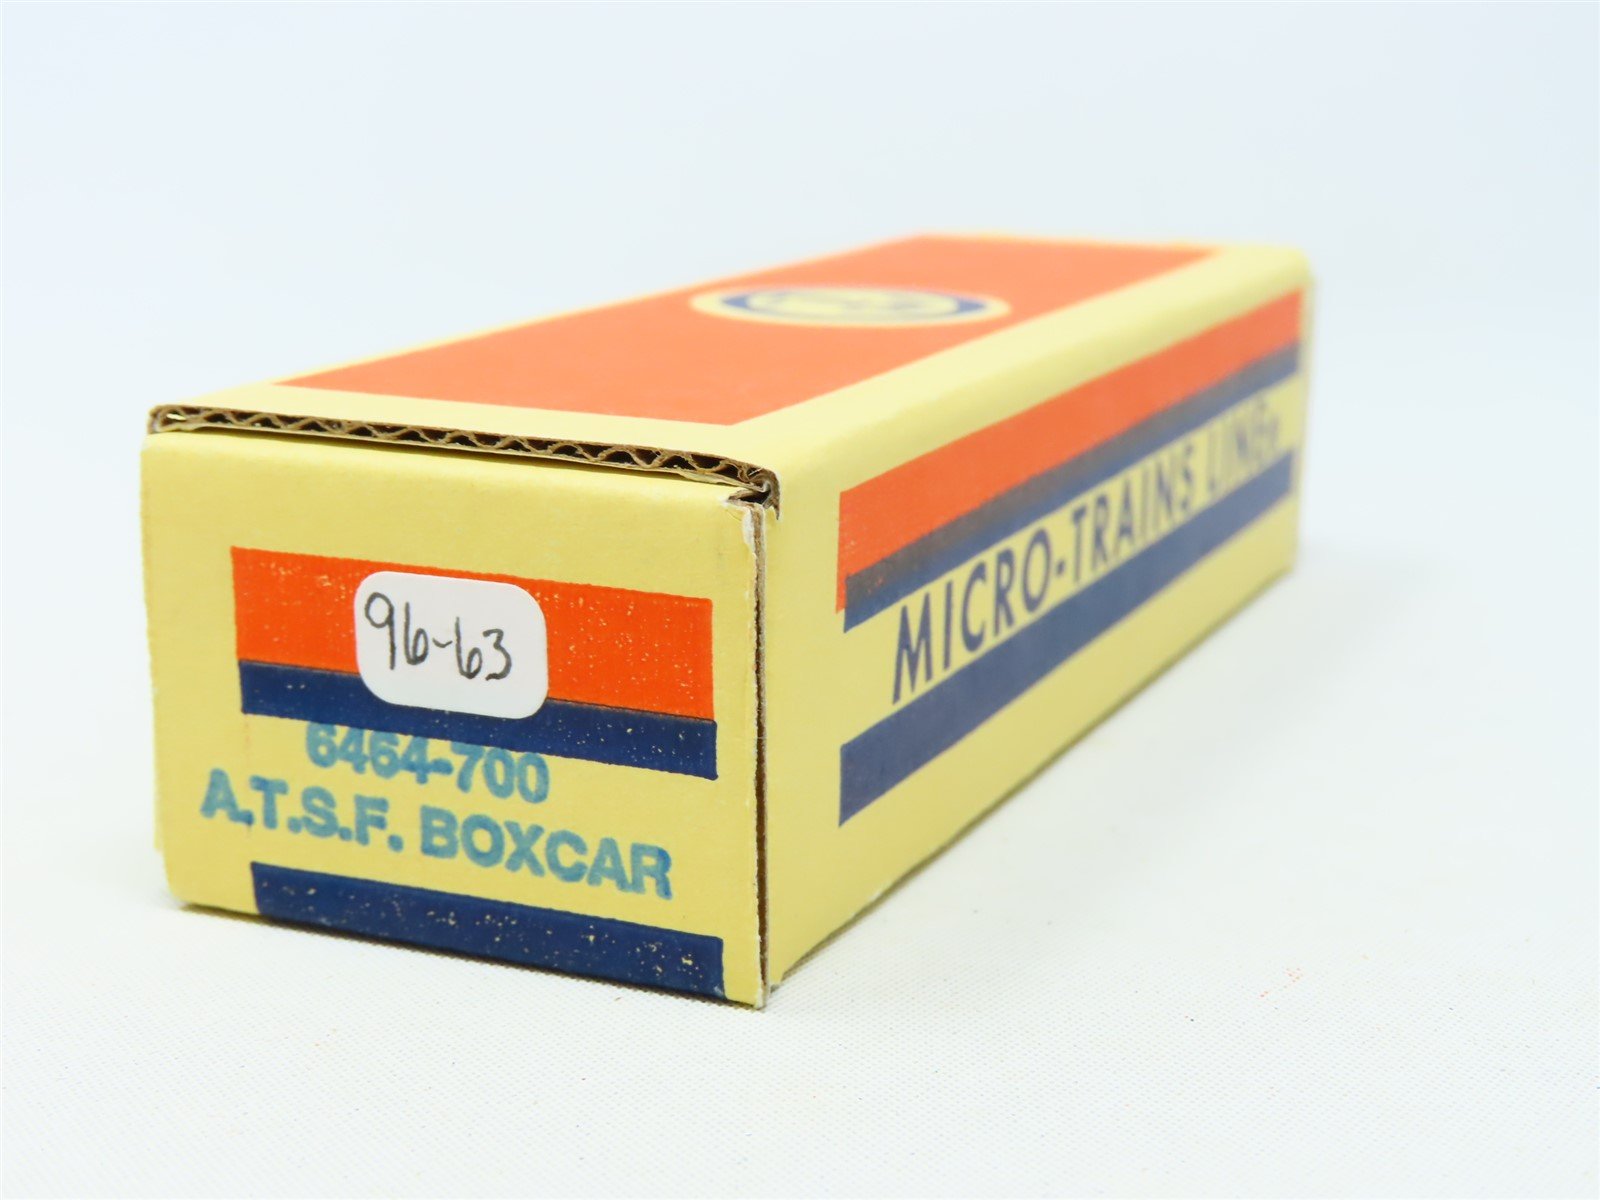 96-63
6464-700
A.T.S.F. BOXCAR
MICRO-TRAINS LINE®